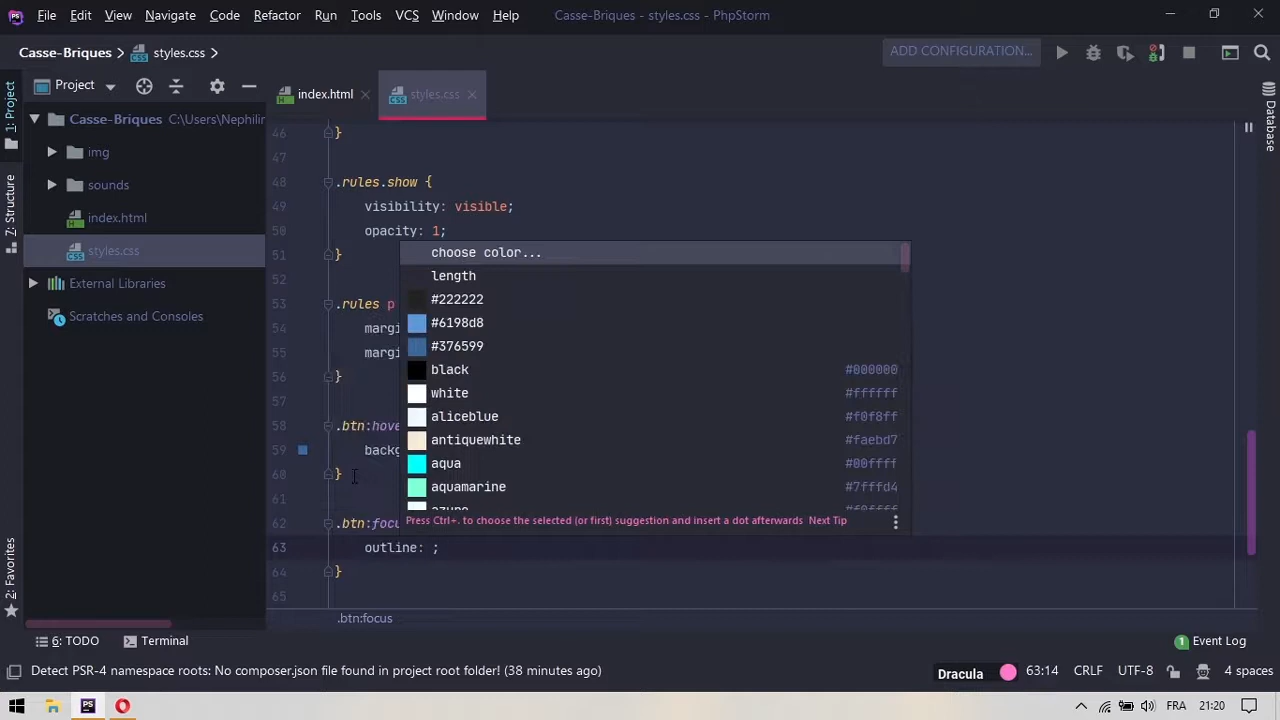 File Edit View Navigate Code Refactor Run Tools VCS Window Help Casse-Briques - styles.css - PhpStorm
Casse-Briques styles.css ADD CONFIGURATION...
Project index.html styles.css
1: Project
Z: Structure
2: Favorites
Database
Casse-Briques C:\Users\Nephilin
img
sounds
index.html
styles.css
External Libraries
Scratches and Consoles
46 }
47
48 .rules.show {
49 visibility: visible;
50 opacity: 1;
51 }
52
53 .rules p
54 margi
55 marg
56 }
57
58 .btn:hove
59 backg
60 }
61
62 .btn:focu
63 outline: ;
64 }
65
choose color...
length
#222222
#6198d8
#376599
black #000000
white #ffffff
aliceblue #f0f8ff
antiquewhite #faebd7
aqua #00ffff
aquamarine #7fffd4
azure #f0ffff
Press Ctrl+. to choose the selected (or first) suggestion and insert a dot afterwards Next Tip
.btn:focus
6: TODO Terminal 1 Event Log
Detect PSR-4 namespace roots: No composer.json file found in project root folder! (38 minutes ago) Dracula 63:14 CRLF UTF-8 4 spaces
PS FRA 21:20